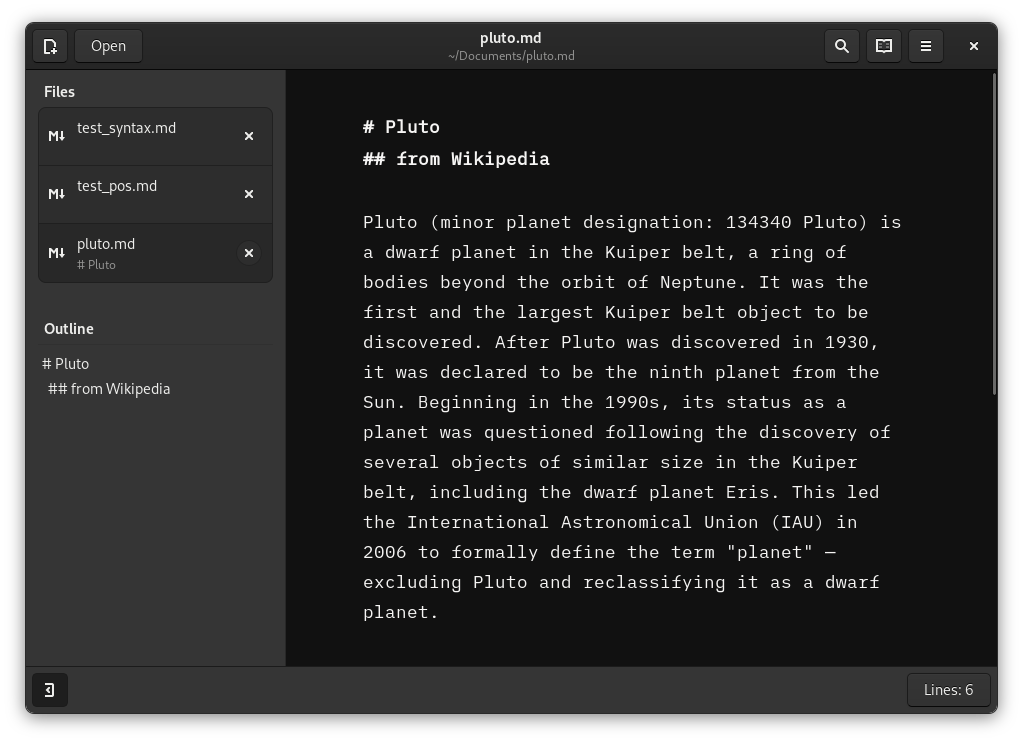 Open
pluto.md
~/Documents/pluto.md
Files
M↓ test_syntax.md
M↓ test_pos.md
M↓ pluto.md
# Pluto
Outline
# Pluto
## from Wikipedia
# Pluto
## from Wikipedia
Pluto (minor planet designation: 134340 Pluto) is
a dwarf planet in the Kuiper belt, a ring of
bodies beyond the orbit of Neptune. It was the
first and the largest Kuiper belt object to be
discovered. After Pluto was discovered in 1930,
it was declared to be the ninth planet from the
Sun. Beginning in the 1990s, its status as a
planet was questioned following the discovery of
several objects of similar size in the Kuiper
belt, including the dwarf planet Eris. This led
the International Astronomical Union (IAU) in
2006 to formally define the term "planet" —
excluding Pluto and reclassifying it as a dwarf
planet.
Lines: 6